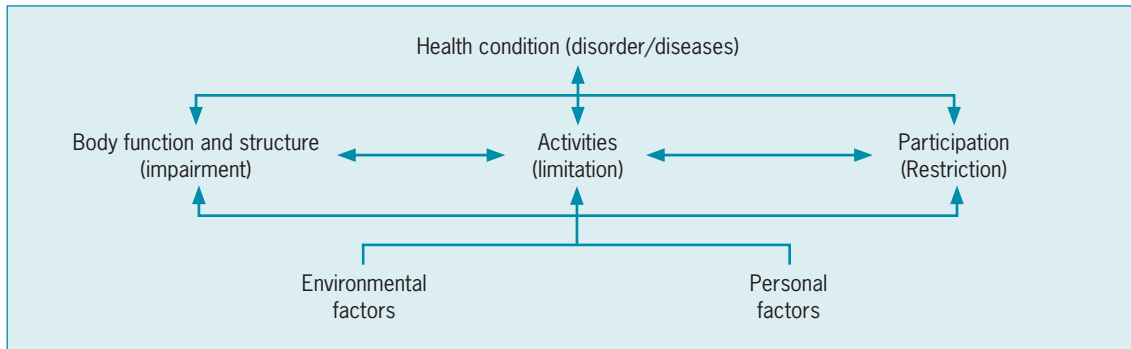 Health condition (disorder/diseases)
Body function and structure
(impairment)
Activities
(limitation)
Participation
(Restriction)
Environmental
factors
Personal
factors